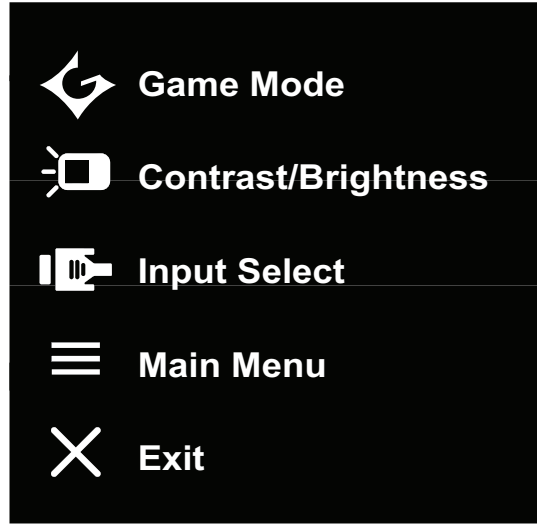 Game Mode
Contrast/Brightness
Input Select
Main Menu
Exit